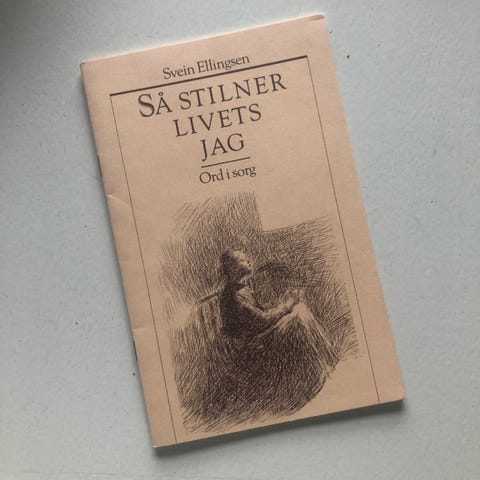 Svein Ellingsen
SÅ STILNER
LIVETS
JAG
Ord i sorg